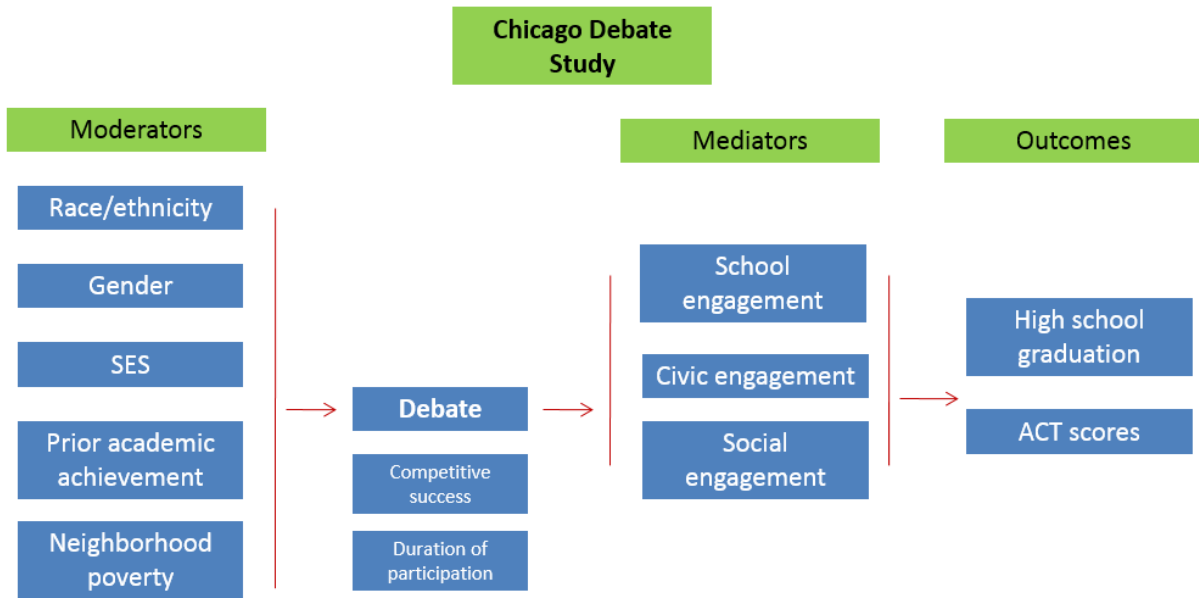 Chicago Debate
Study
Moderators
Race/ethnicity
Gender
SES
Prior academic
achievement
Neighborhood
poverty
Debate
Competitive
success
Duration of
participation
Mediators
School
engagement
Civic engagement
Social
engagement
Outcomes
High school
graduation
ACT scores